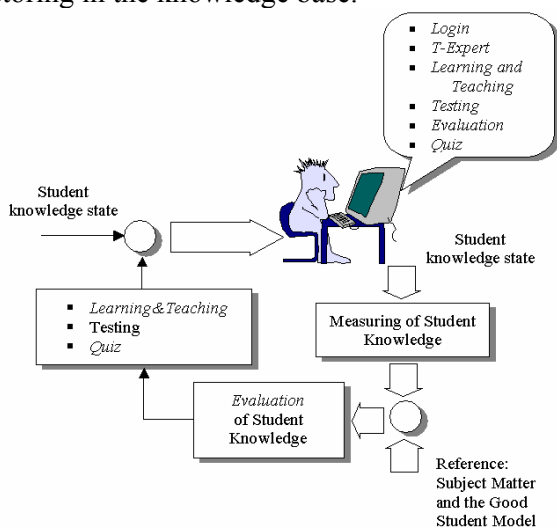 storing in the knowledge base.
▪ Login
▪ T-Expert
▪ Learning and
Teaching
▪ Testing
▪ Evaluation
▪ Quiz
Student
knowledge state
Student
knowledge state
▪ Learning&Teaching
▪ Testing
▪ Quiz
Measuring of Student
Knowledge
Evaluation
of Student
Knowledge
Reference:
Subject Matter
and the Good
Student Model